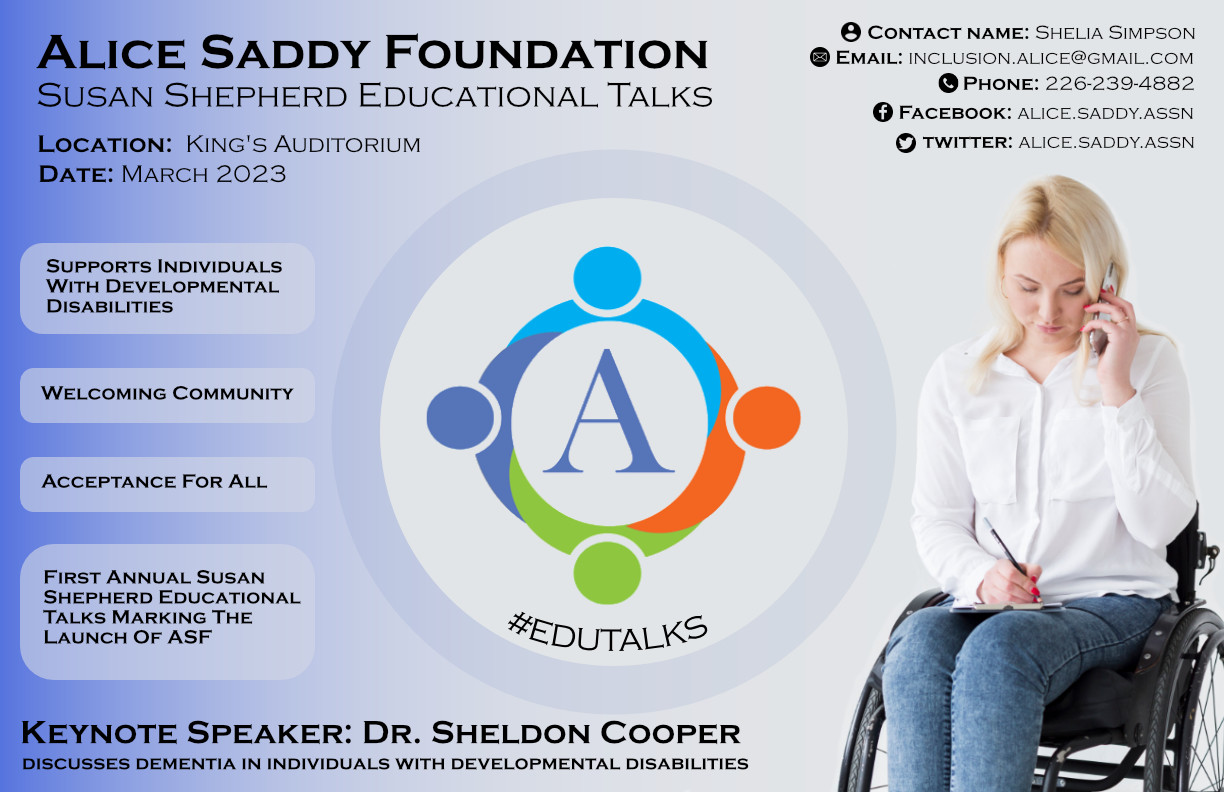 ALICE SADDY FOUNDATION
SUSAN SHEPHERD EDUCATIONAL TALKS
LOCATION: KING'S AUDITORIUM
DATE: MARCH 2023
CONTACT NAME: SHELIA SIMPSON
EMAIL: INCLUSION.ALICE@GMAIL.COM
PHONE: 226-239-4882
FACEBOOK: ALICE.SADDY.ASSN
TWITTER: ALICE.SADDY.ASSN
SUPPORTS INDIVIDUALS
WITH DEVELOPMENTAL
DISABILITIES
WELCOMING COMMUNITY
ACCEPTANCE FOR ALL
FIRST ANNUAL SUSAN
SHEPHERD EDUCATIONAL
TALKS MARKING THE
LAUNCH OF ASF
A
#EDUTALKS
KEYNOTE SPEAKER: DR. SHELDON COOPER
DISCUSSES DEMENTIA IN INDIVIDUALS WITH DEVELOPMENTAL DISABILITIES